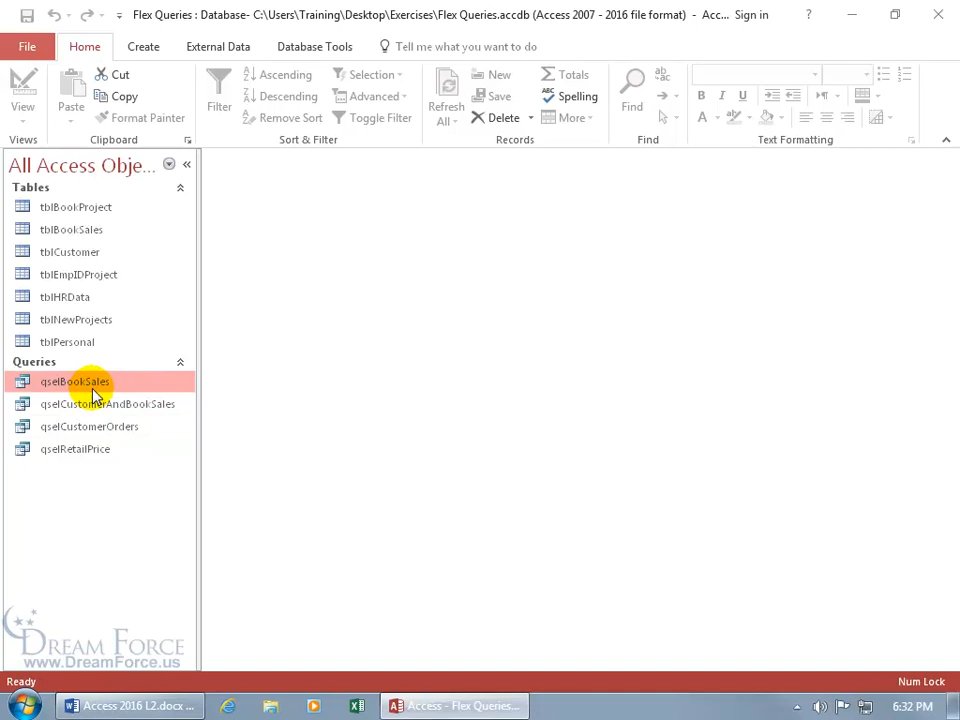 Flex Queries : Database- C:\Users\Training\Desktop\Exercises\Flex Queries.accdb (Access 2007 - 2016 file format) - Acc... Sign in ?
File Home Create External Data Database Tools Tell me what you want to do
View
Views
Paste
Cut
Copy
Format Painter
Clipboard
Filter
Ascending
Descending
Remove Sort
Selection
Advanced
Toggle Filter
Sort & Filter
Refresh
All
New
Save
Delete
Totals
Spelling
More
Records
Find
Find
B I U
A
Text Formatting
All Access Obje...
Tables
tblBookProject
tblBookSales
tblCustomer
tblEmpIDProject
tblHRData
tblNewProjects
tblPersonal
Queries
qselBookSales
qselCustomerAndBookSales
qselCustomerOrders
qselRetailPrice
DREAM FORCE
www.DreamForce.us
Ready Num Lock
Access 2016 L2.docx ... Access - Flex Queries... 6:32 PM